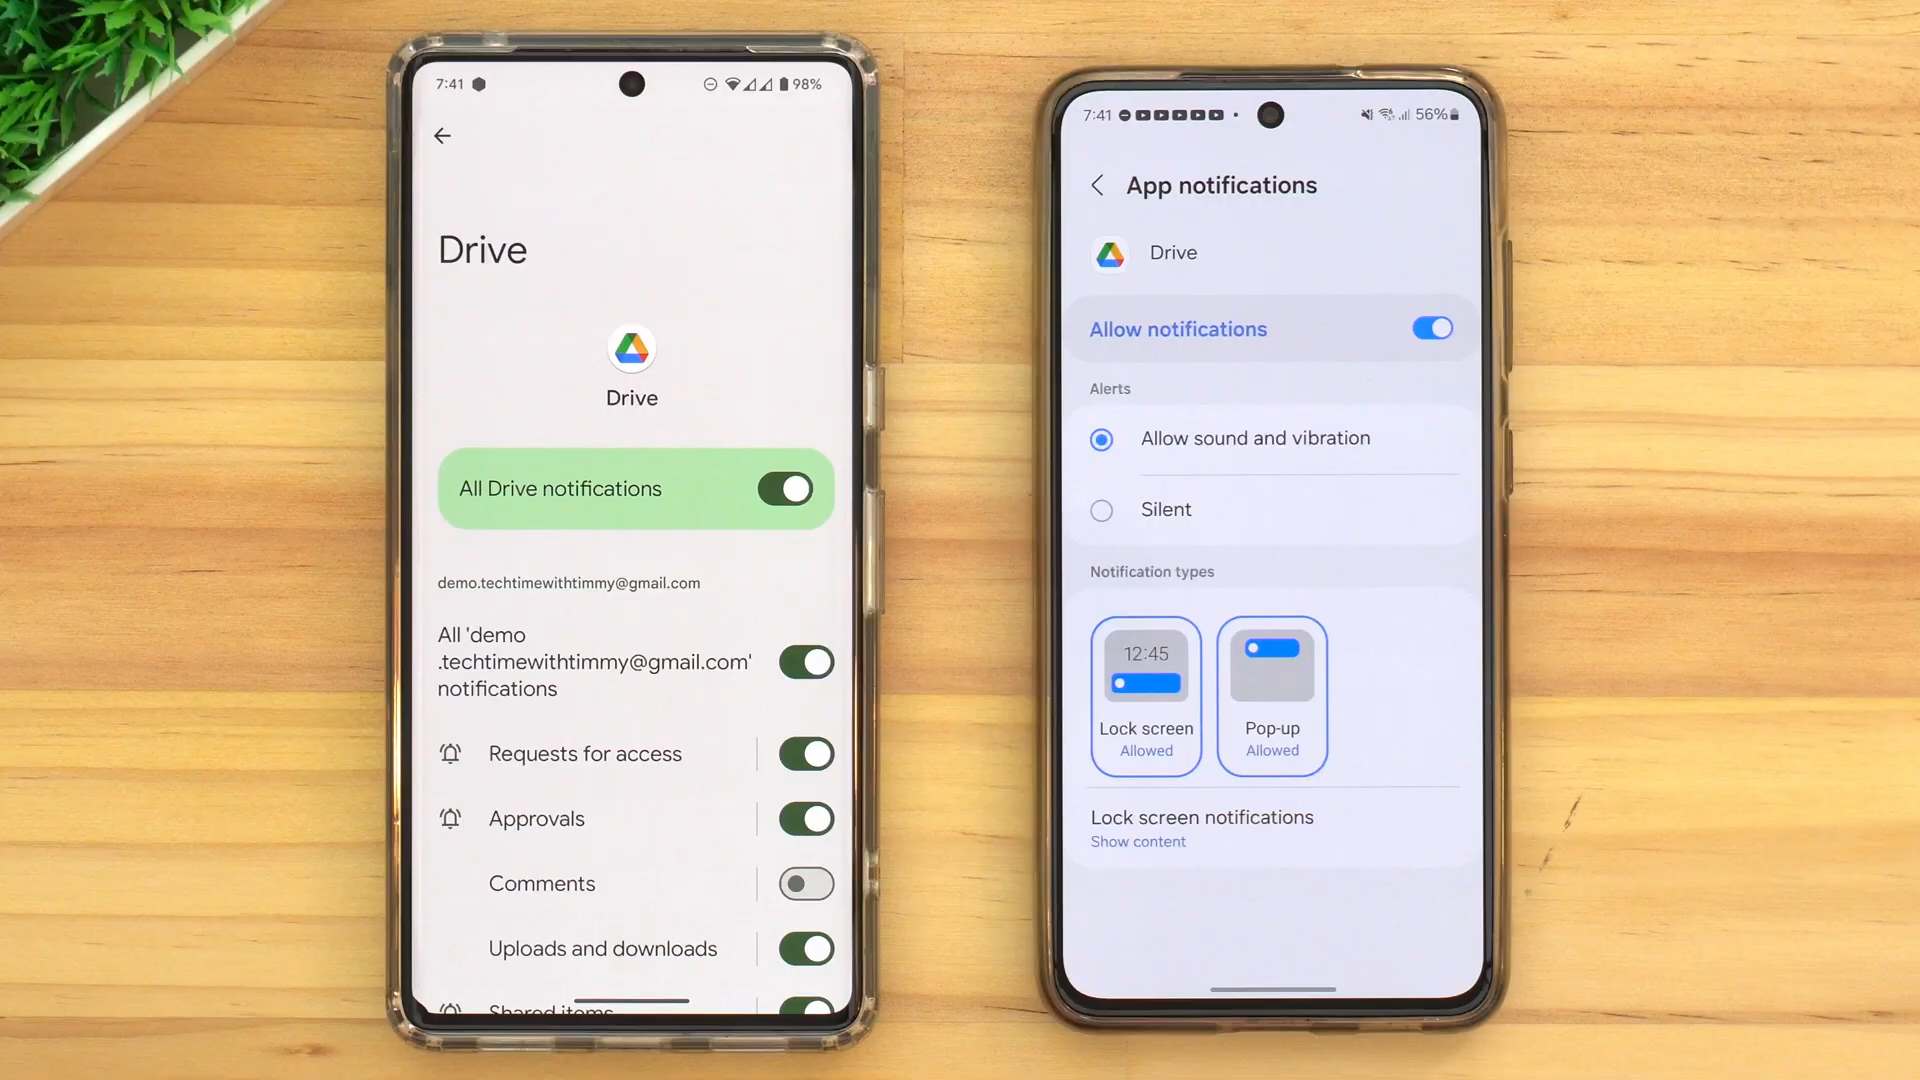 7:41
98%
Drive
Drive
All Drive notifications
demo.techtimewithtimmy@gmail.com
All 'demo
.techtimewithtimmy@gmail.com'
notifications
Requests for access
Approvals
Comments
Uploads and downloads
Shared items
7:41
56%
App notifications
Drive
Allow notifications
Alerts
Allow sound and vibration
Silent
Notification types
12:45
Lock screen
Allowed
Pop-up
Allowed
Lock screen notifications
Show content